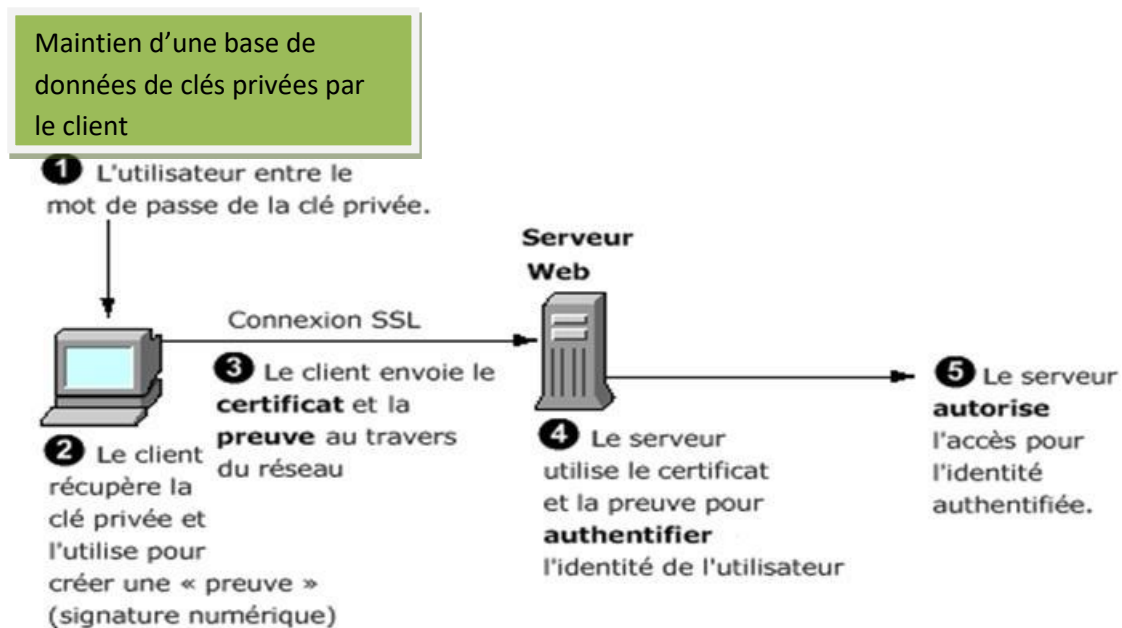 Maintien d’une base de
données de clés privées par
le client
1 L'utilisateur entre le
mot de passe de la clé privée.
Serveur
Web
Connexion SSL
2 Le client
récupère la
clé privée et
l'utilise pour
créer une « preuve »
(signature numérique)
3 Le client envoie le
certificat et la
preuve au travers
du réseau
4 Le serveur
utilise le certificat
et la preuve pour
authentifier
l'identité de l'utilisateur
5 Le serveur
autorise
l'accès pour
l'identité
authentifiée.